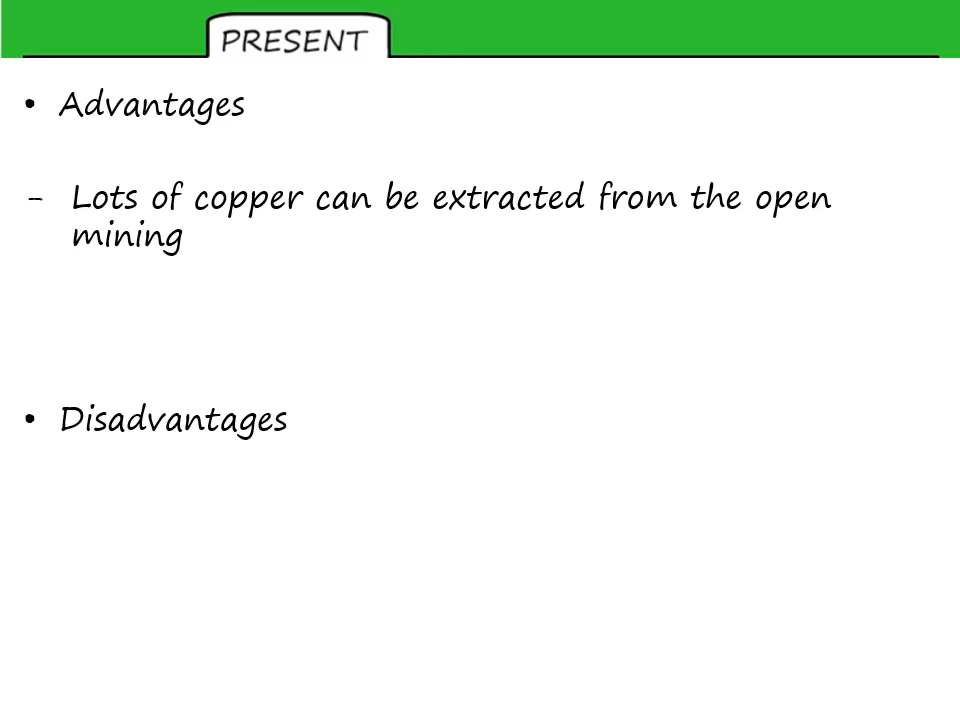 PRESENT
• Advantages
- Lots of copper can be extracted from the open
mining
• Disadvantages